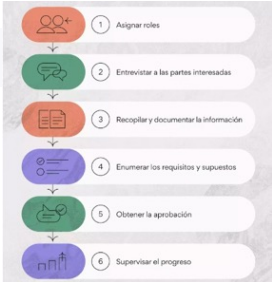 1 Asignar roles
2 Entrevistar a las partes interesadas
3 Recopilar y documentar la información
4 Enumerar los requisitos y supuestos
5 Obtener la aprobación
6 Supervisar el progreso